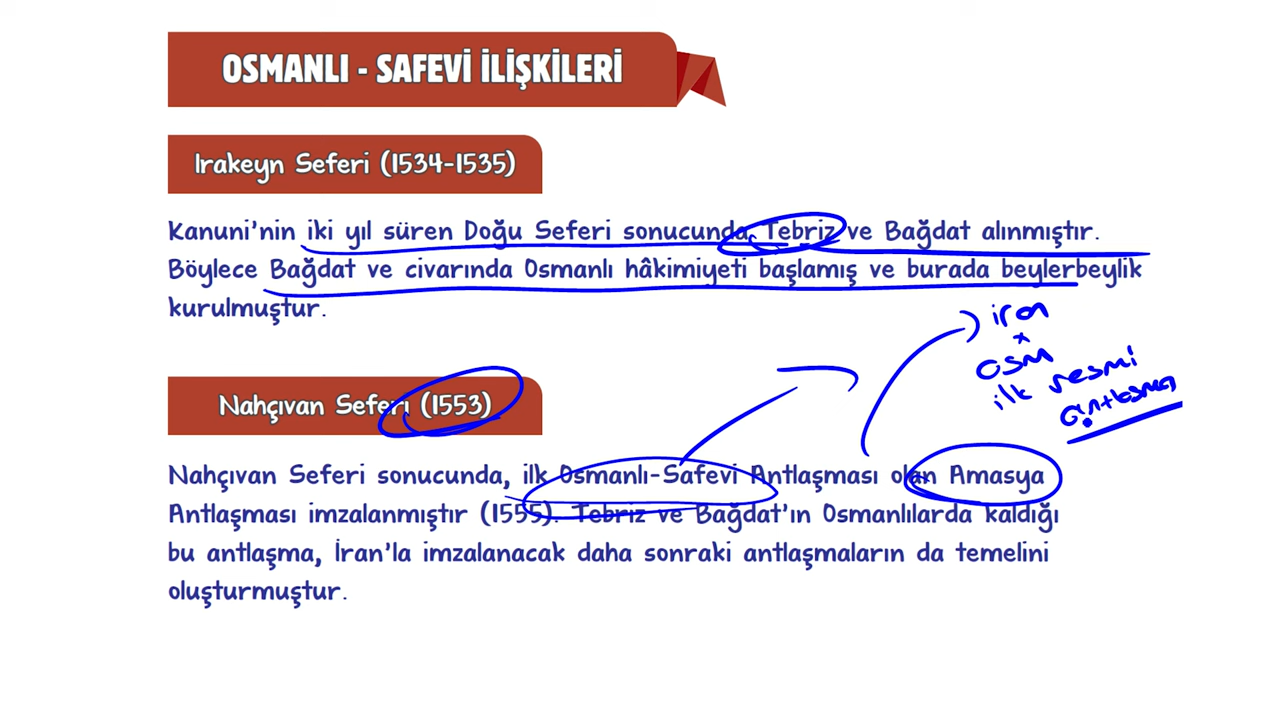 OSMANLI - SAFEVİ İLİŞKİLERİ
Irakeyn Seferi (1534-1535)
Kanuni'nin iki yıl süren Doğu Seferi sonucunda, Tebriz ve Bağdat alınmıştır.
Böylece Bağdat ve civarında Osmanlı hâkimiyeti başlamış ve burada beylerbeylik
kurulmuştur.
iran
x
osm
ilk resmi
antlaşma
Nahçıvan Seferi (1553)
Nahçıvan Seferi sonucunda, ilk Osmanlı-Safevi Antlaşması olan Amasya
Antlaşması imzalanmıştır (1555). Tebriz ve Bağdat'ın Osmanlılarda kaldığı
bu antlaşma, İran'la imzalanacak daha sonraki antlaşmaların da temelini
oluşturmuştur.